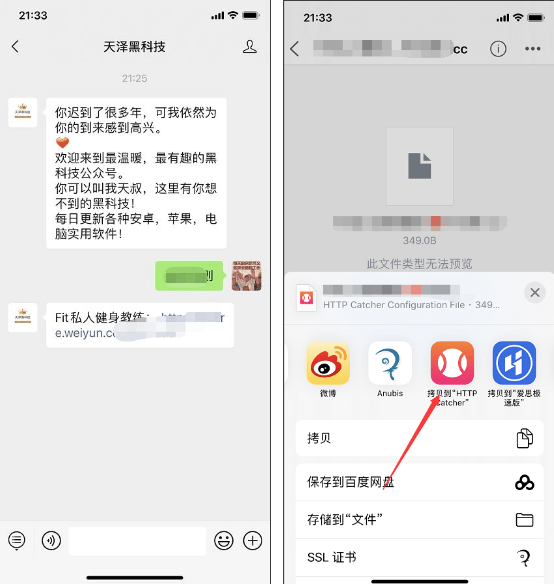 21:33
天泽黑科技
21:25
你迟到了很多年，可我依然为
你的到来感到高兴。
欢迎来到最温暖，最有趣的黑
科技公众号。
你可以叫我天叔，这里有你想
不到的黑科技！
每日更新各种安卓，苹果，电
脑实用软件！
Fit私人健身教练：
e.weiyun.c
21:33
cc
349.0B
此文件类型无法预览
HTTP Catcher Configuration File · 349...
微博
Anubis
拷贝到“HTTP
Catcher”
拷贝到“爱思极
速版”
拷贝
保存到百度网盘
存储到“文件”
SSL 证书